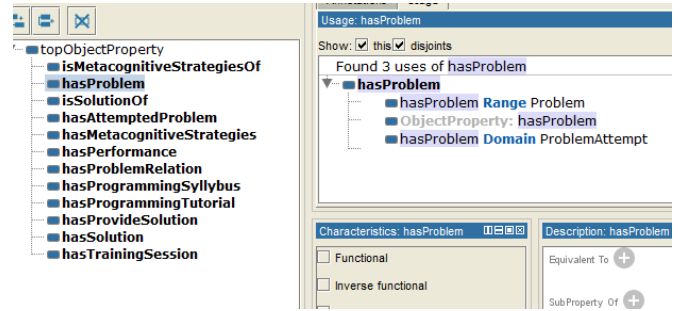 Usage: hasProblem
Show: this disjoints
Found 3 uses of hasProblem
hasProblem
hasProblem Range Problem
ObjectProperty: hasProblem
hasProblem Domain ProblemAttempt
topObjectProperty
isMetacognitiveStrategiesOf
hasProblem
isSolutionOf
hasAttemptedProblem
hasMetacognitiveStrategies
hasPerformance
hasProblemRelation
hasProgrammingSyllybus
hasProgrammingTutorial
hasProvideSolution
hasSolution
hasTrainingSession
Characteristics: hasProblem
Functional
Inverse functional
Description: hasProblem
Equivalent To
SubProperty Of